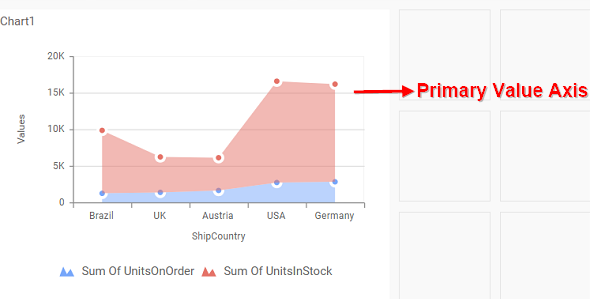 Chart1
20K
15K
Primary Value Axis
Values
10K
5K
0
Brazil UK Austria USA Germany
ShipCountry
Sum Of UnitsOnOrder Sum Of UnitsInStock